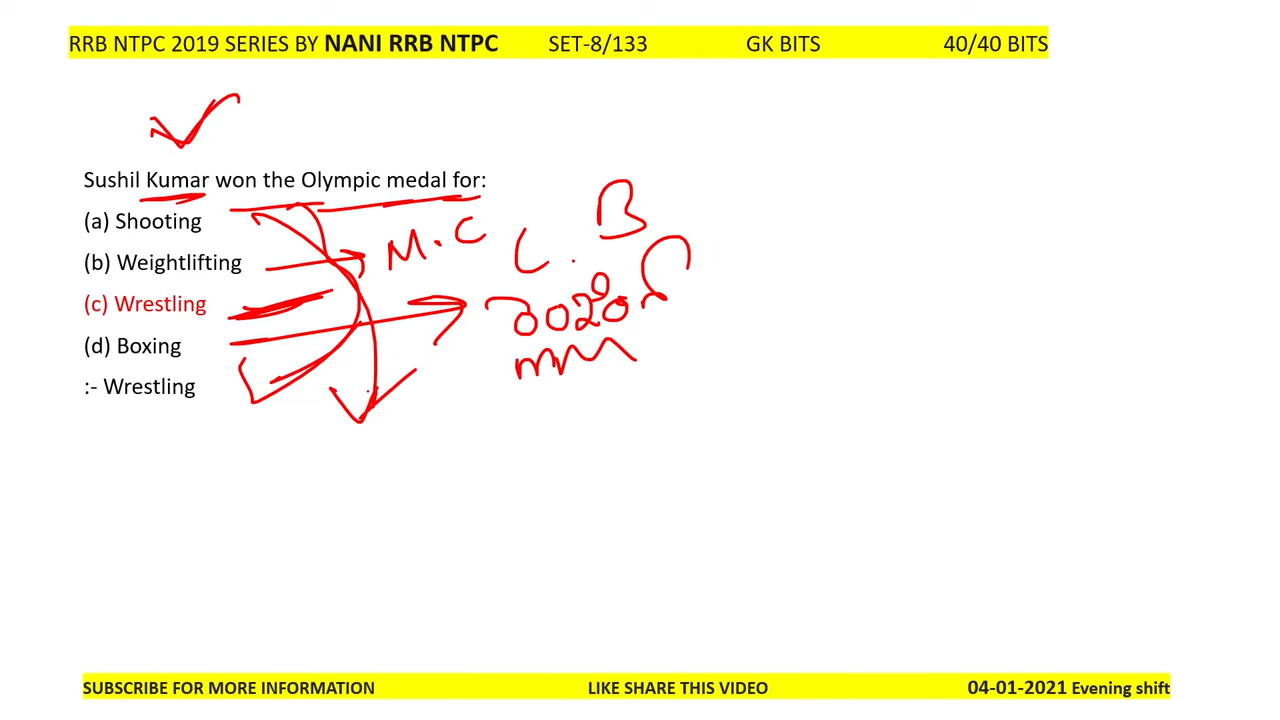 RRB NTPC 2019 SERIES BY NANI RRB NTPC SET-8/133 GK BITS 40/40 BITS
Sushil Kumar won the Olympic medal for:
(a) Shooting
(b) Weightlifting
(c) Wrestling
(d) Boxing
:- Wrestling
M.C
L. B
SUBSCRIBE FOR MORE INFORMATION LIKE SHARE THIS VIDEO 04-01-2021 Evening shift